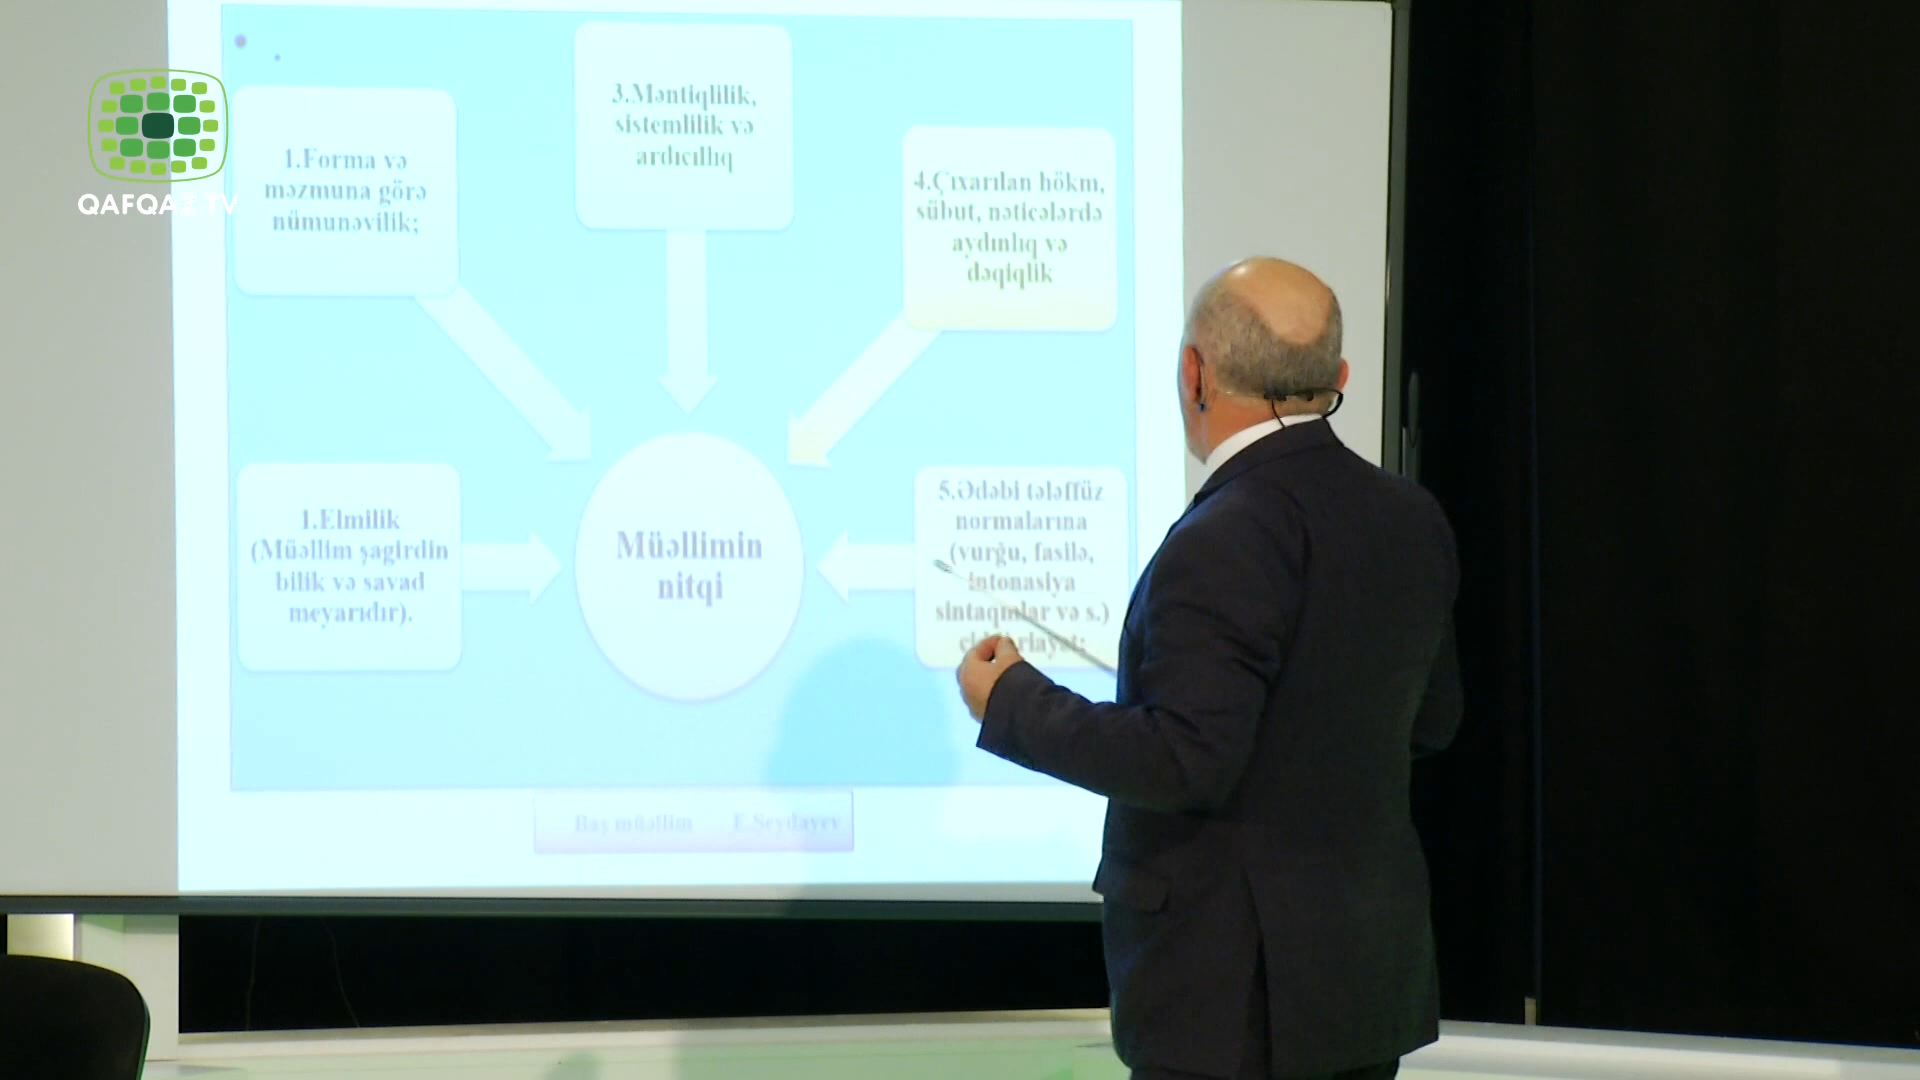 QAFQAZ TV
1.Forma və
məzmuna görə
nümunəvilik;
3.Məntiqlilik,
sistemlilik və
ardıcıllıq
4.Çıxarılan hökm,
sübut, nəticələrdə
aydınlıq və
dəqiqlik
1.Elmilik
(Müəllim şagirdin
bilik və savad
meyarıdır).
Müəllimin
nitqi
5.Ədəbi tələffüz
normalarına
(vurğu, fasilə,
intonasiya
sintaqmlar və s.)
Baş müəllim E.Seydayev